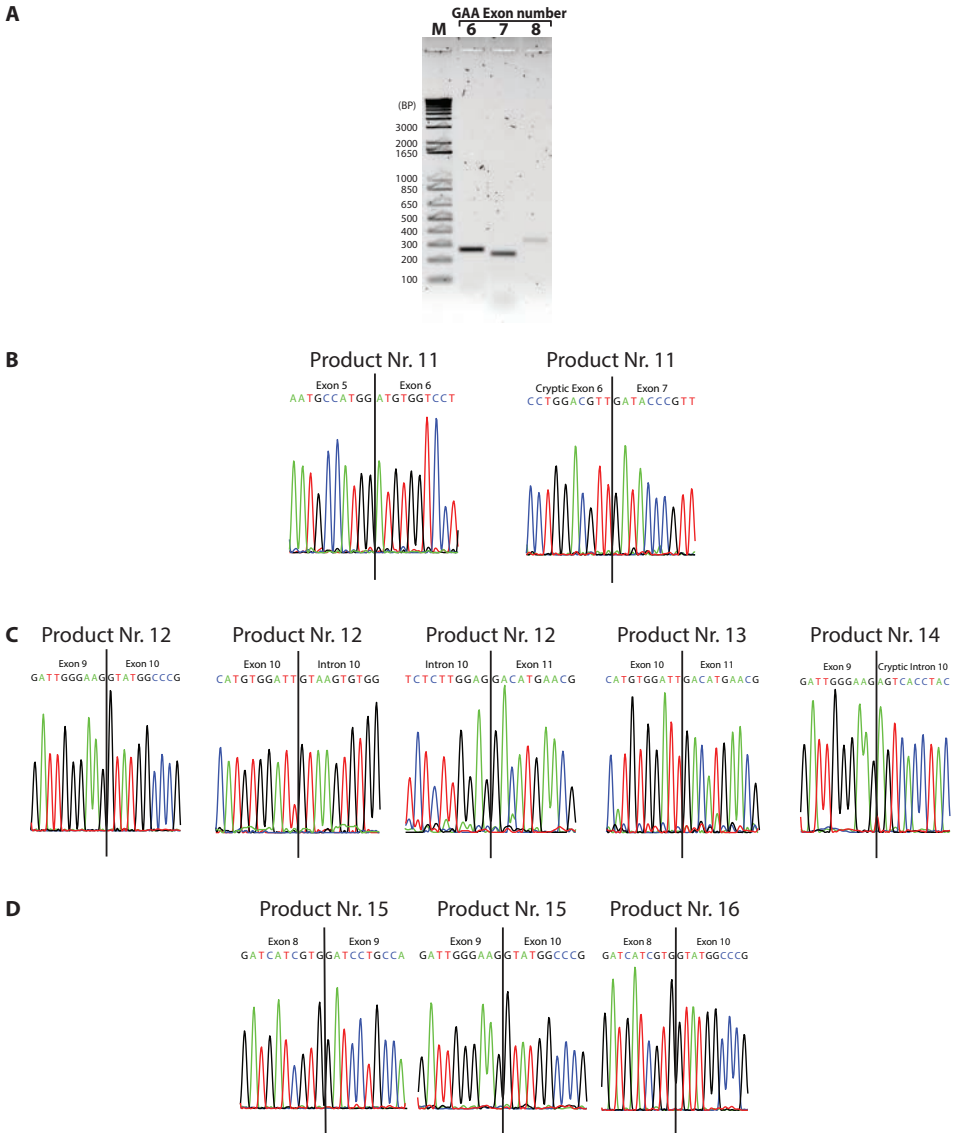 A
GAA Exon number
M 6 7 8
(BP)
3000
2000
1650
1000
850
650
500
400
300
200
100
B
Product Nr. 11 Product Nr. 11
Exon 5 Exon 6 Cryptic Exon 6 Exon 7
AATGCCATGGATGTGGTCCT CCTGGACGTTGATACCCGTT
C
Product Nr. 12 Product Nr. 12 Product Nr. 12 Product Nr. 13 Product Nr. 14
Exon 9 Exon 10 Exon 10 Intron 10 Intron 10 Exon 11 Exon 10 Exon 11 Exon 9 Cryptic Intron 10
GATTGGGAAGGTATGGCCCG CATGTGGATTGTAAGTGTGG TCTCTTGGAGGACATGAACG CATGTGGATTGACATGAACG GATTGGGAAGAGTCACCTAC
D
Product Nr. 15 Product Nr. 15 Product Nr. 16
Exon 8 Exon 9 Exon 9 Exon 10 Exon 8 Exon 10
GATCATCGTGGATCCTGCCA GATTGGGAAGGTATGGCCCG GATCATCGTGGTATGGCCCG